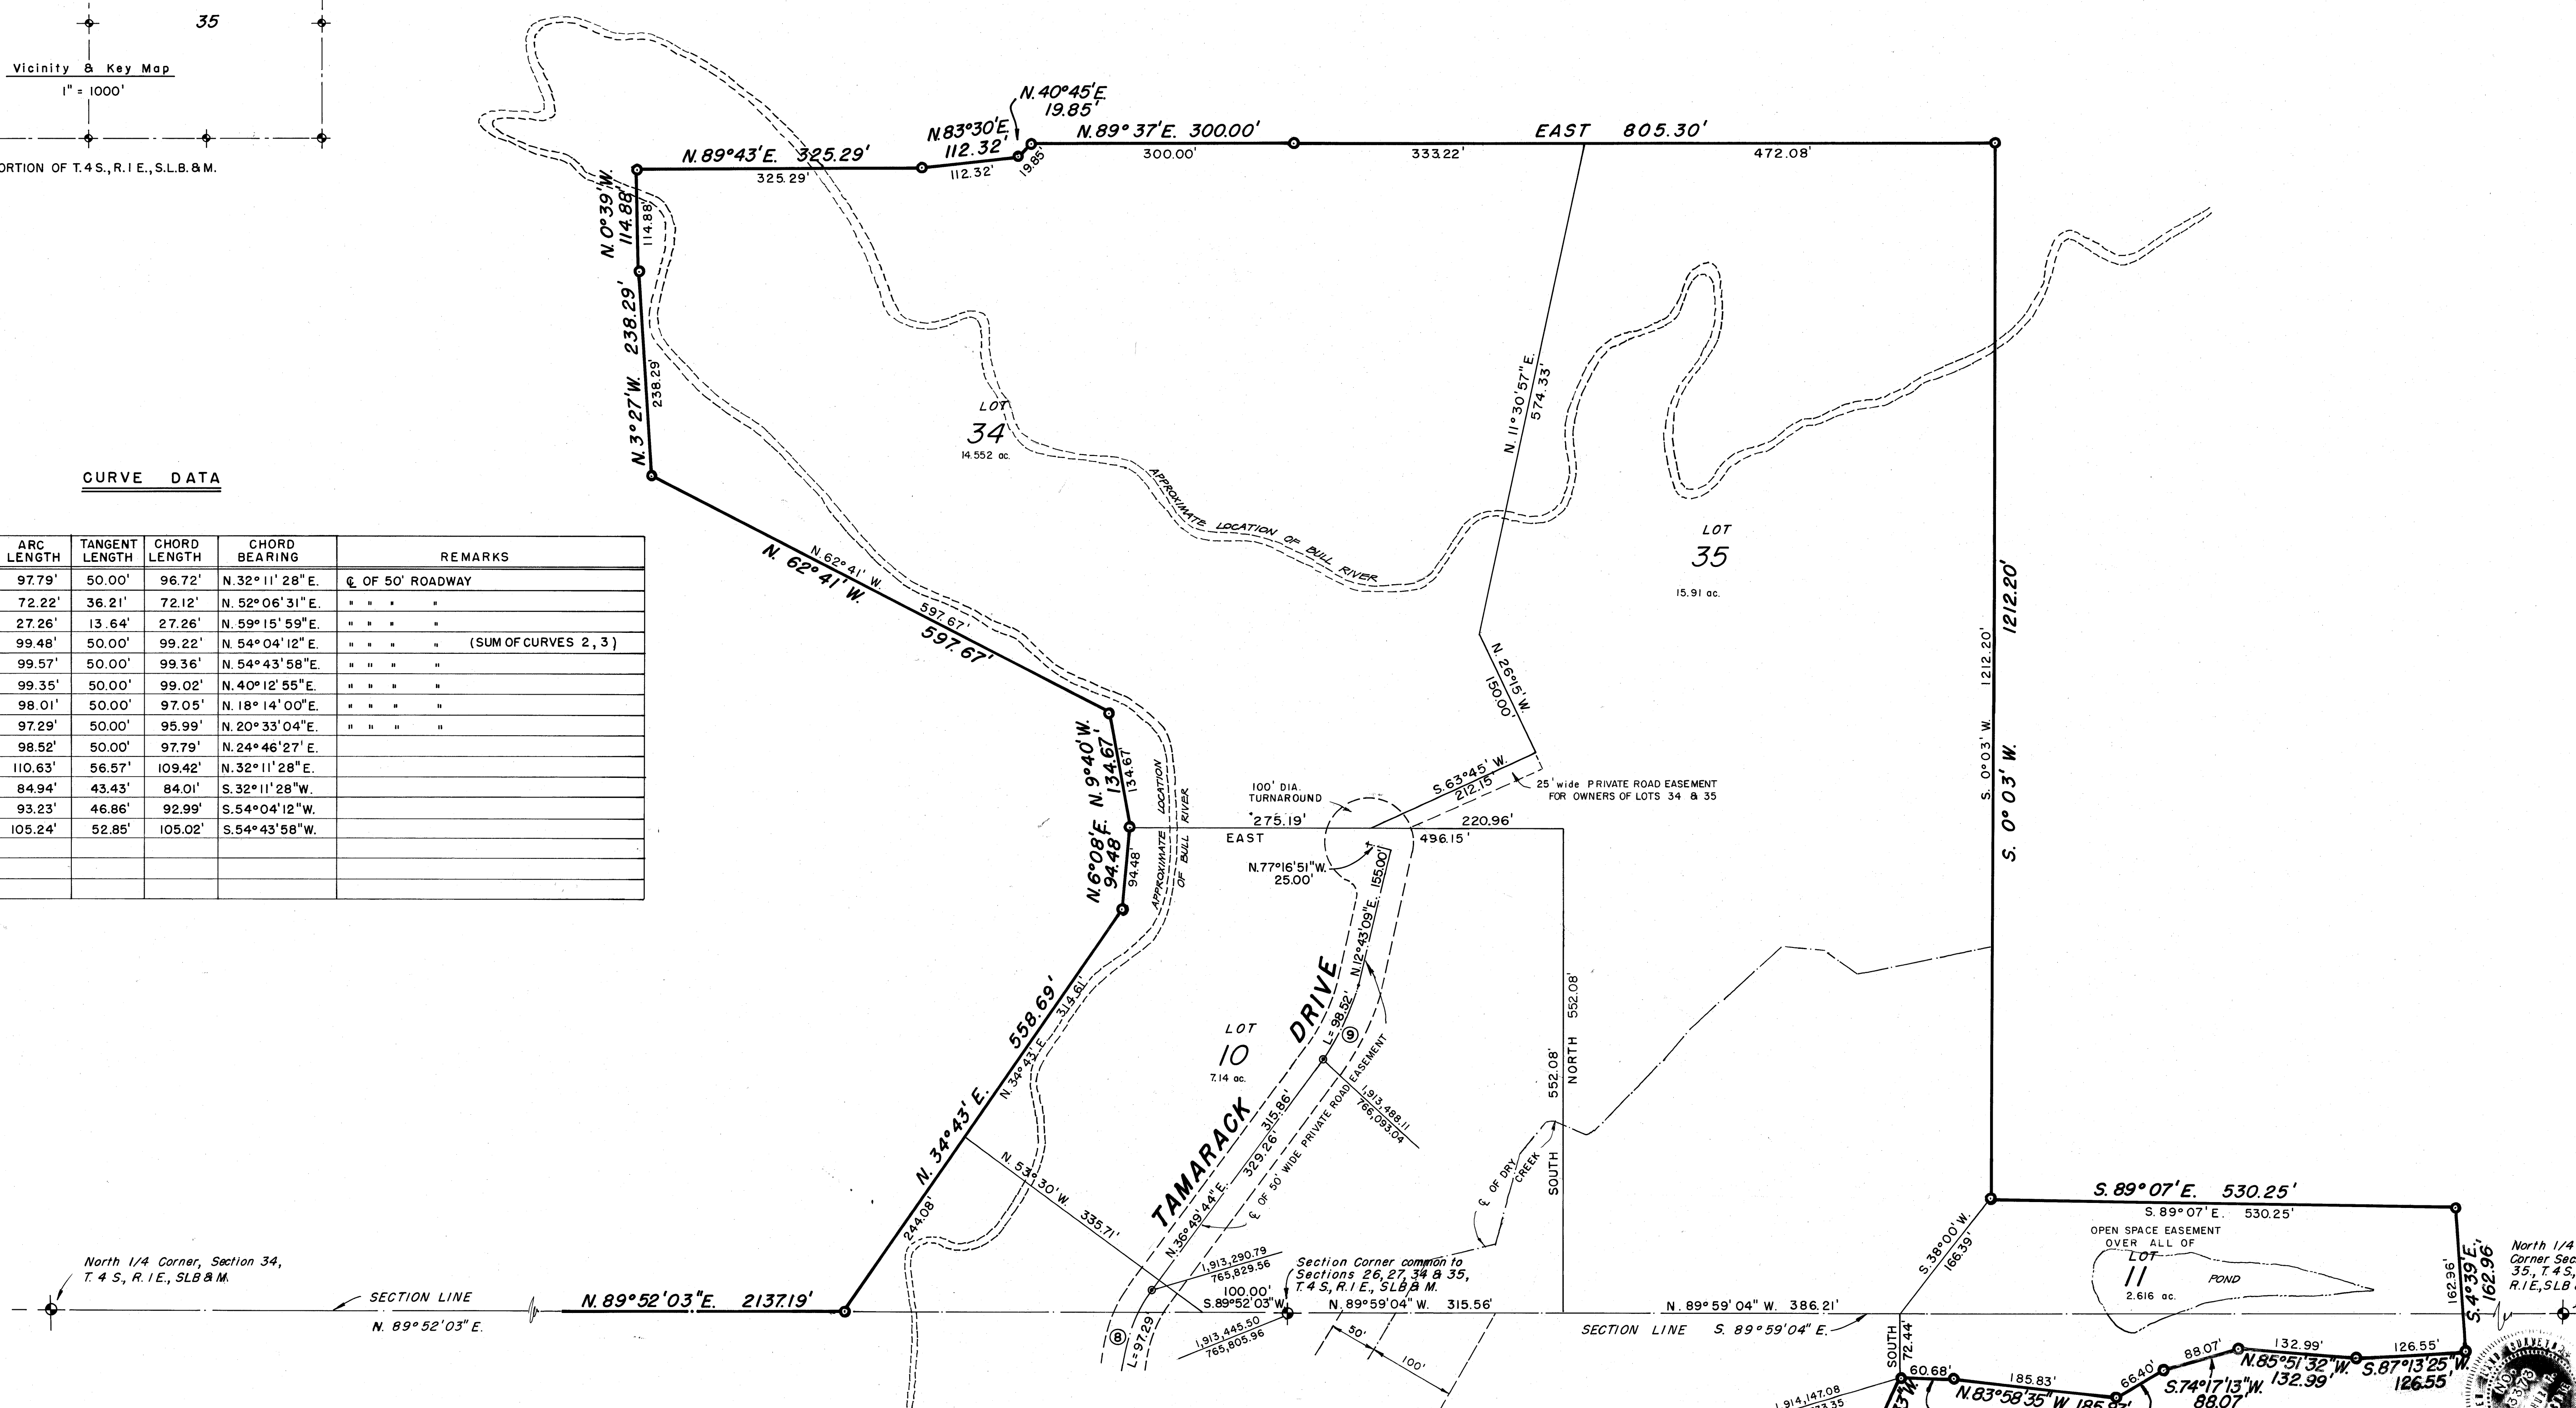 35
Vicinity & Key Map
1" = 1000'
ORTION OF T. 4 S., R. 1 E., S.L.B. & M.
N. 40°45'E.
19.85'
N. 83°30'E.
112.32'
N. 89°37'E. 300.00'
EAST 805.30'
N. 89°43'E. 325.29'
325.29'
112.32'
19.85'
300.00'
333.22'
472.08'
N. 0°39'W.
114.88'
114.88'
N. 3°27'W. 238.29'
238.29'
LOT
34
14.552 ac.
APPROXIMATE LOCATION OF BULL RIVER
N. 11°30'57"E.
574.33'
LOT
35
15.91 ac.
S. 0°03'W. 1212.20'
S. 0°03' W. 1212.20'
CURVE DATA
ARC LENGTH TANGENT LENGTH CHORD LENGTH CHORD BEARING REMARKS
97.79' 50.00' 96.72' N.32°11'28"E. ℄ OF 50' ROADWAY
72.22' 36.21' 72.12' N. 52°06'31"E. " " " "
27.26' 13.64' 27.26' N. 59°15'59"E. " " " "
99.48' 50.00' 99.22' N. 54°04'12"E. " " " " (SUM OF CURVES 2, 3)
99.57' 50.00' 99.36' N. 54°43'58"E. " " " "
99.35' 50.00' 99.02' N. 40°12'55"E. " " " "
98.01' 50.00' 97.05' N. 18°14'00"E. " " " "
97.29' 50.00' 95.99' N. 20°33'04"E. " " " "
98.52' 50.00' 97.79' N. 24°46'27"E.
110.63' 56.57' 109.42' N.32°11'28"E.
84.94' 43.43' 84.01' S.32°11'28"W.
93.23' 46.86' 92.99' S.54°04'12"W.
105.24' 52.85' 105.02' S.54°43'58"W.
N. 62°41' W.
597.67'
N. 62°41' W.
597.67'
N. 26°15' W.
150.00'
N. 9°40' W.
134.67'
134.67'
S. 63°45' W.
212.15'
25' wide PRIVATE ROAD EASEMENT
FOR OWNERS OF LOTS 34 & 35
100' DIA.
TURNAROUND
275.19'
EAST
220.96'
496.15'
N. 6°08'E.
94.48'
94.48'
APPROXIMATE LOCATION
OF BULL RIVER
N.77°16'51"W.
25.00'
N.12°43'09"E. 155.00'
L = 98.52'
9
TAMARACK DRIVE
LOT
10
7.14 ac.
N. 34°43' E. 558.69'
N. 34°43' E. 314.61'
244.08'
N. 53°30' W. 335.71'
315.86'
N.36°49'44"E. 329.26'
℄ OF 50' WIDE PRIVATE ROAD EASEMENT
1,913,488.11
766,093.04
SOUTH 552.08'
NORTH 552.08'
℄ OF DRY
CREEK
S. 89°07'E. 530.25'
S. 89°07'E. 530.25'
S. 38°00'W.
166.39'
OPEN SPACE EASEMENT
OVER ALL OF
LOT
11
2.616 ac.
POND
S. 4°39'E.
162.96'
162.96'
North 1/4
Corner Sec.
35., T. 4 S.,
R.1E., SLB
North 1/4 Corner, Section 34,
T. 4 S., R. 1 E., SLB & M.
SECTION LINE
N. 89°52'03"E.
N. 89°52'03"E. 2137.19'
1,913,290.79
765,829.56
100.00'
S.89°52'03"W.
Section Corner common to
Sections 26, 27, 34 & 35,
T. 4 S., R. 1 E., SLB & M.
N. 89°59'04" W. 315.56'
N. 89°59'04" W. 386.21'
SECTION LINE S. 89°59'04"E.
1,913,445.50
765,805.96
8
L = 97.29'
50'
100'
SOUTH
72.44'
60.68'
185.83'
N. 83°58'35"W.
66.40'
88.07'
S. 74°17'13"W.
88.07'
132.99'
N. 85°51'32"W.
132.99'
126.55'
S. 87°13'25"W.
126.55'
1,914,147.08